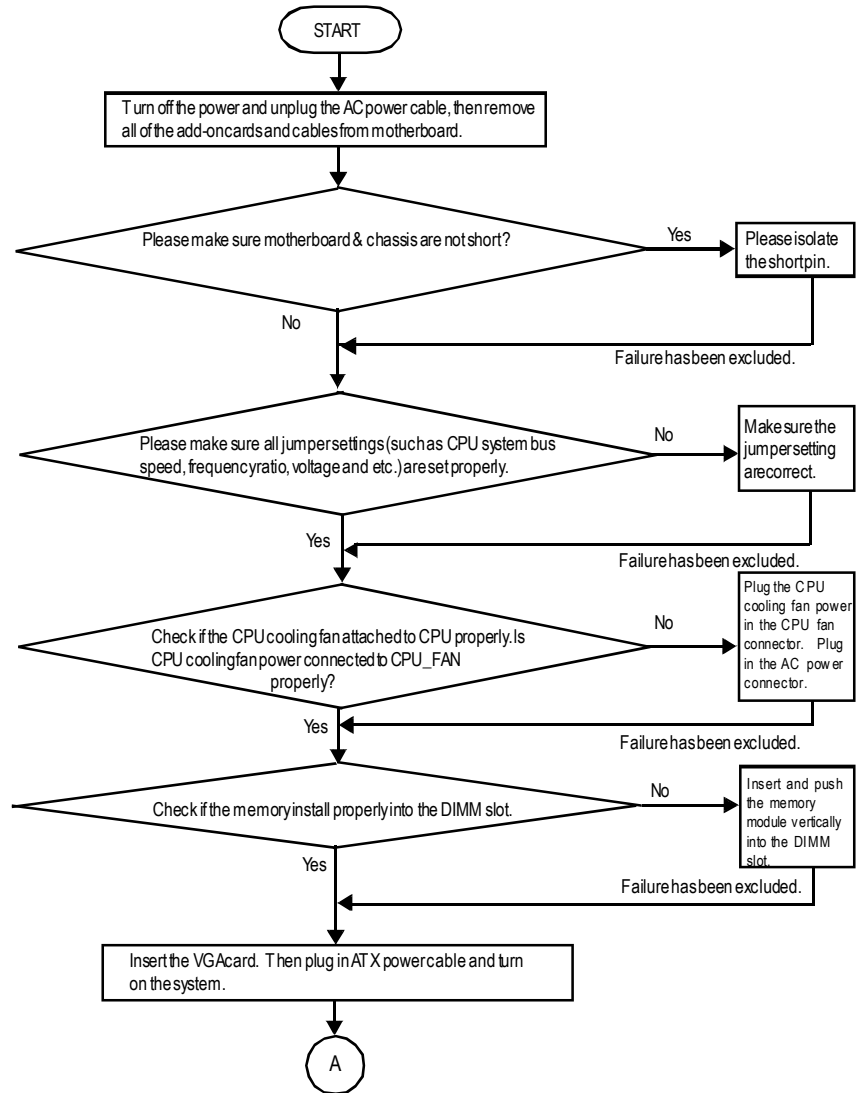 START
Turn off the power and unplug the AC power cable, then remove
all of the add-on cards and cables from motherboard.
Please make sure motherboard & chassis are not short?
Yes
Please isolate
the short pin.
No
Failure has been excluded.
Please make sure all jumper settings (such as CPU system bus
speed, frequency ratio, voltage and etc.) are set properly.
No
Make sure the
jumper setting
are correct.
Yes
Failure has been excluded.
Check if the CPU cooling fan attached to CPU properly. Is
CPU cooling fan power connected to CPU_FAN
properly?
No
Plug the CPU
cooling fan power
in the CPU fan
connector. Plug
in the AC power
connector.
Yes
Failure has been excluded.
Check if the memory install properly into the DIMM slot.
No
Insert and push
the memory
module vertically
into the DIMM
slot.
Yes
Failure has been excluded.
Insert the VGA card. Then plug in ATX power cable and turn
on the system.
A